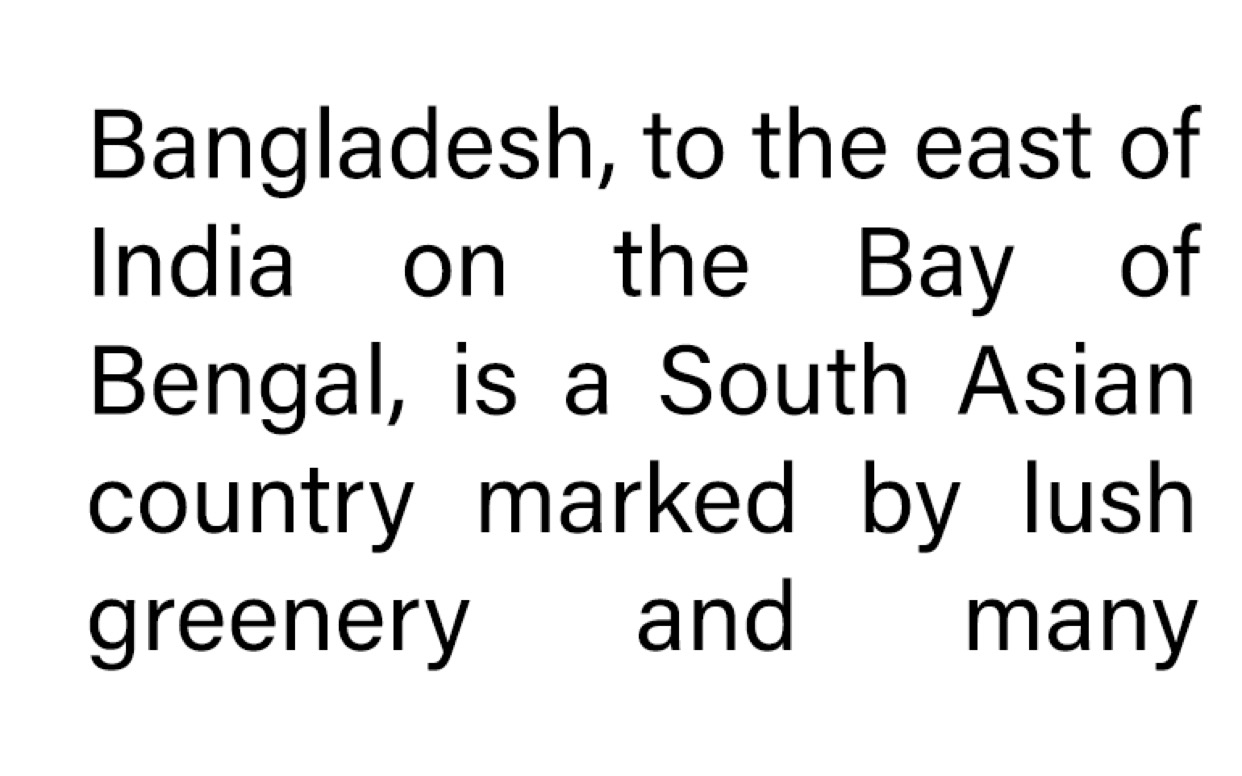 Bangladesh, to the east of
India on the Bay of
Bengal, is a South Asian
country marked by lush
greenery and many